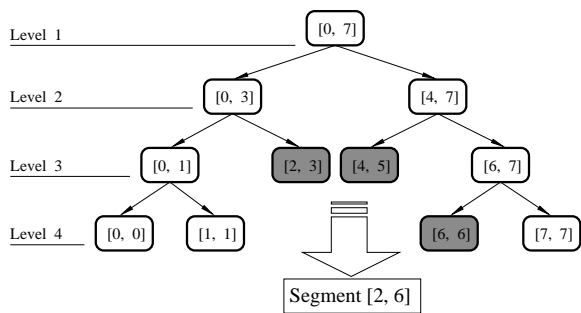 Level 1
[0, 7]
Level 2
[0, 3]
[4, 7]
Level 3
[0, 1]
[2, 3]
[4, 5]
[6, 7]
Level 4
[0, 0]
[1, 1]
[6, 6]
[7, 7]
Segment [2, 6]